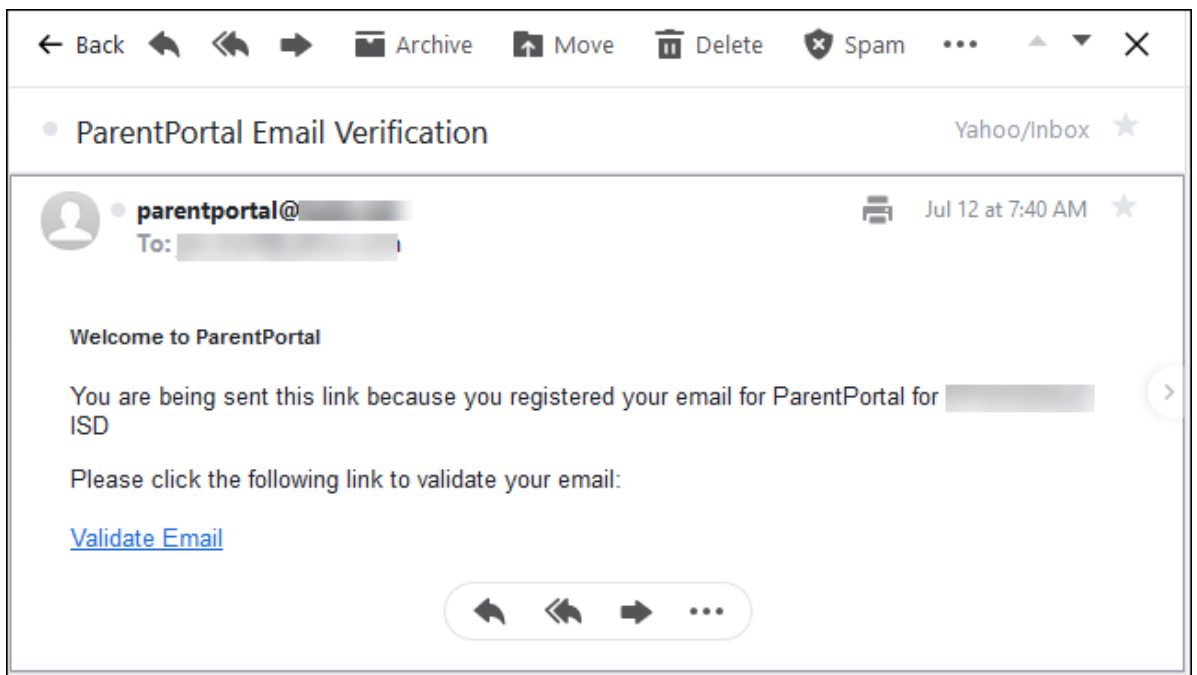 Back Archive Move Delete Spam
ParentPortal Email Verification Yahoo/Inbox
parentportal@ Jul 12 at 7:40 AM
To:
Welcome to ParentPortal
You are being sent this link because you registered your email for ParentPortal for
ISD
Please click the following link to validate your email:
Validate Email